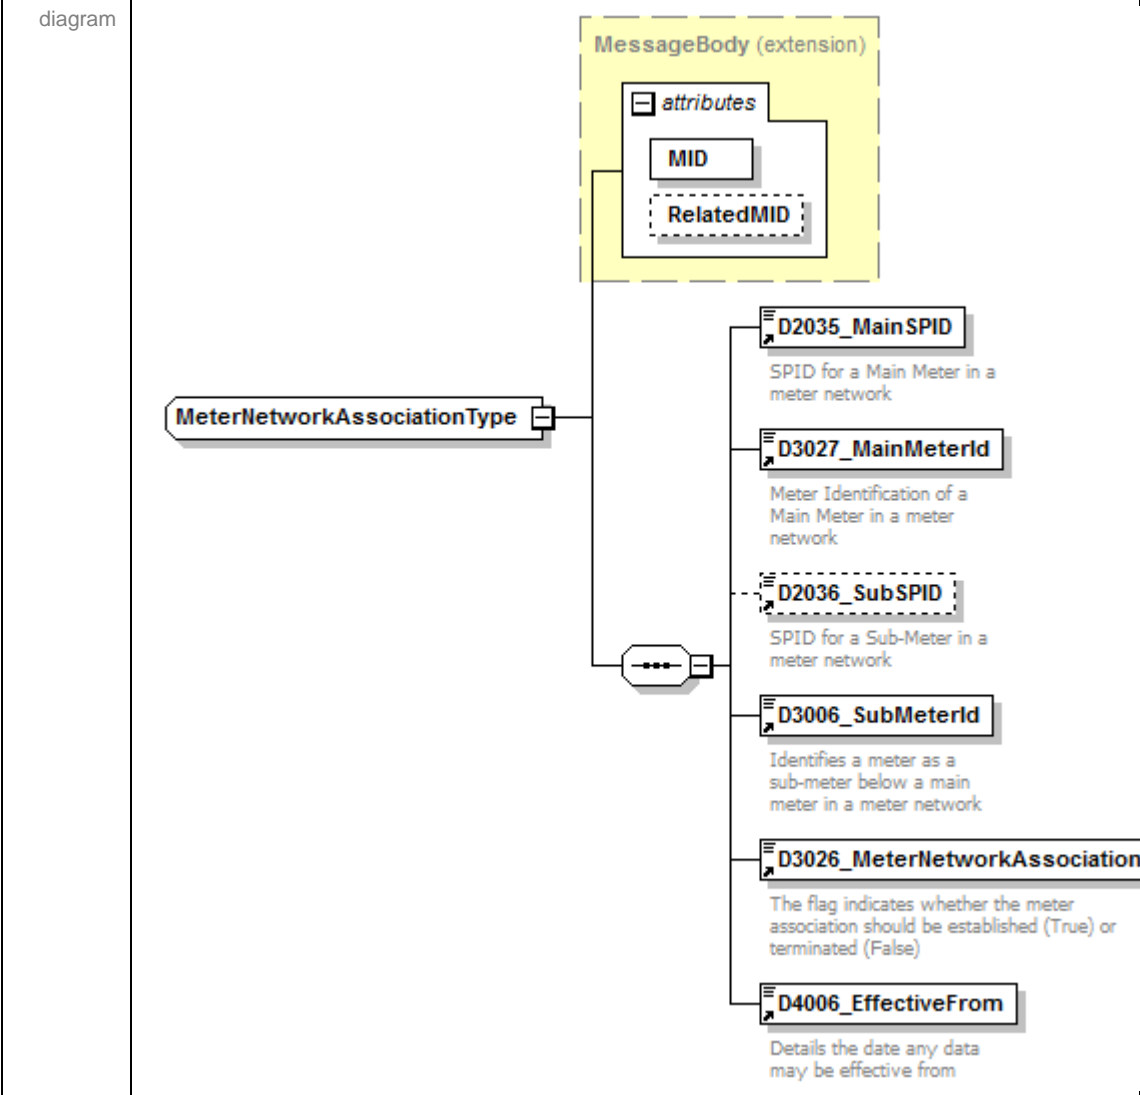 diagram
MessageBody (extension)
attributes
MID
RelatedMID
D2035_MainSPID
SPID for a Main Meter in a
meter network
MeterNetworkAssociationType
D3027_MainMeterId
Meter Identification of a
Main Meter in a meter
network
D2036_SubSPID
SPID for a Sub-Meter in a
meter network
D3006_SubMeterId
Identifies a meter as a
sub-meter below a main
meter in a meter network
D3026_MeterNetworkAssociation
The flag indicates whether the meter
association should be established (True) or
terminated (False)
D4006_EffectiveFrom
Details the date any data
may be effective from